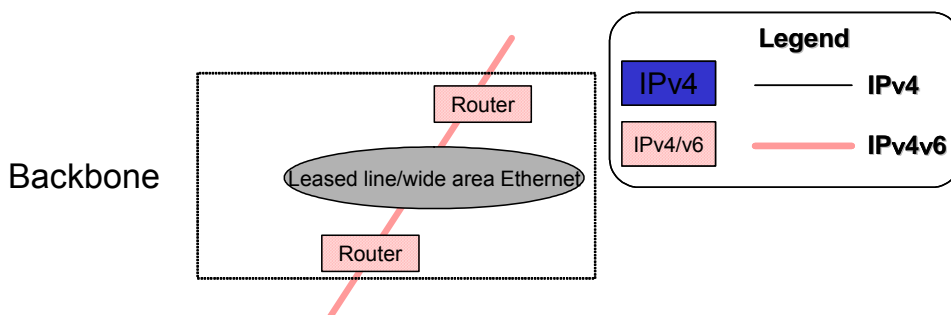 Legend
IPv4
IPv4
IPv4/v6
IPv4v6
Router
Backbone
Leased line/wide area Ethernet
Router